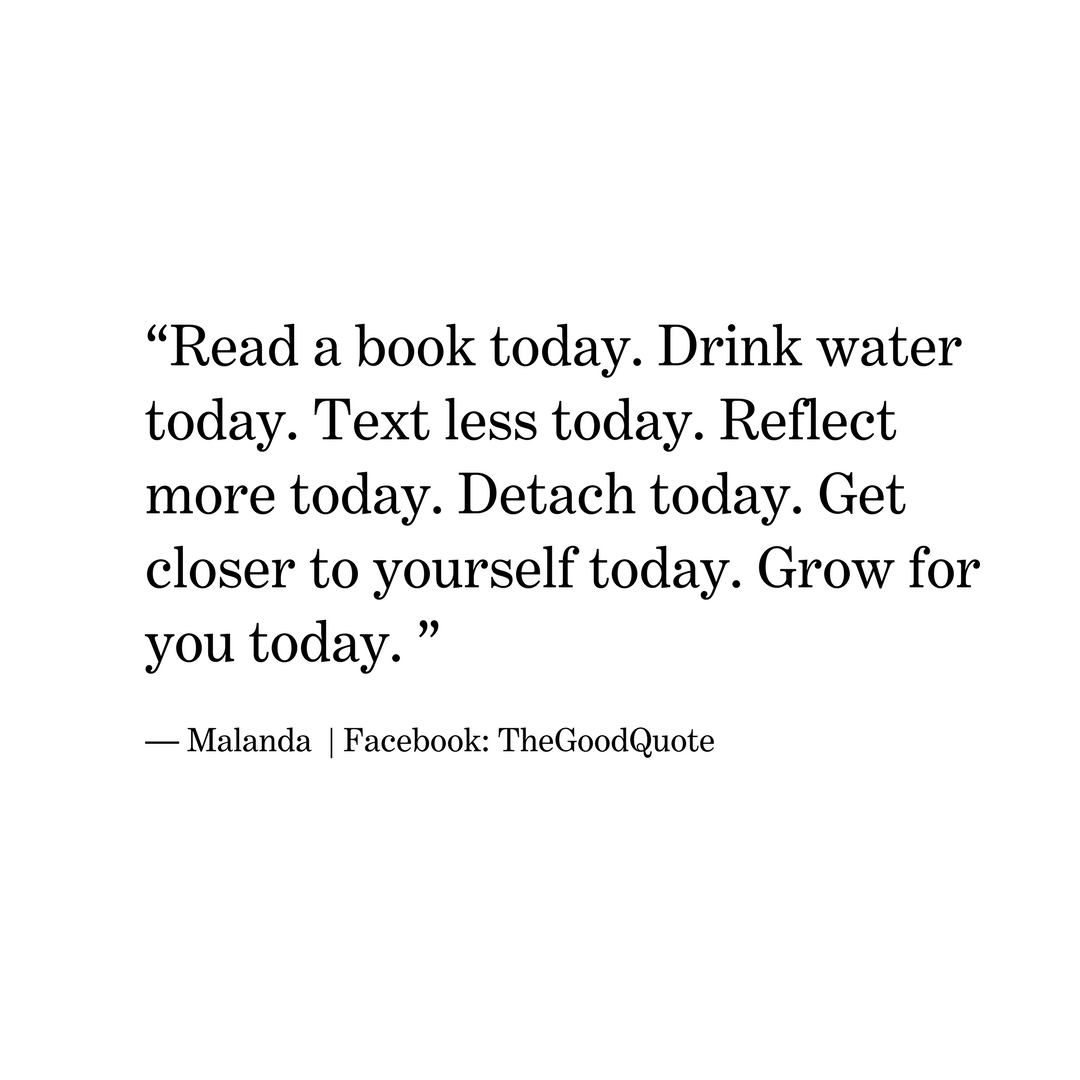 “Read a book today. Drink water
today. Text less today. Reflect
more today. Detach today. Get
closer to yourself today. Grow for
you today. ”
— Malanda | Facebook: TheGoodQuote